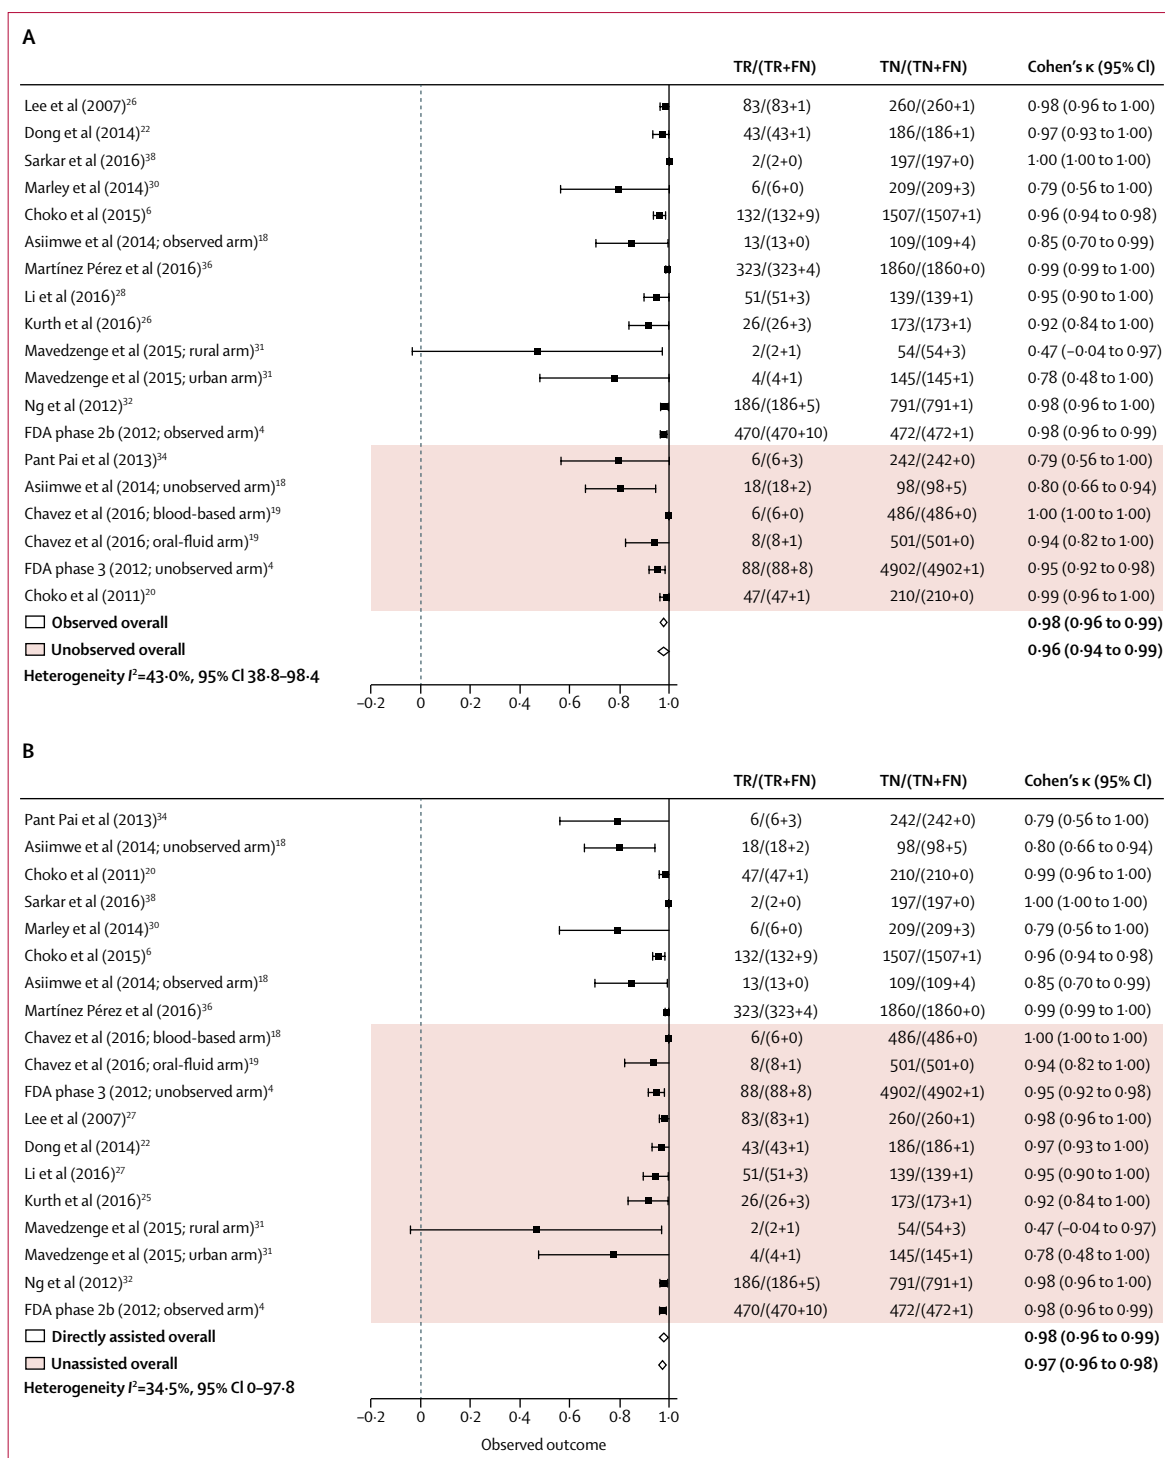 A
TR/(TR+FN) TN/(TN+FN) Cohen's κ (95% CI)
Lee et al (2007)26 83/(83+1) 260/(260+1) 0·98 (0·96 to 1·00)
Dong et al (2014)22 43/(43+1) 186/(186+1) 0·97 (0·93 to 1·00)
Sarkar et al (2016)38 2/(2+0) 197/(197+0) 1·00 (1·00 to 1·00)
Marley et al (2014)30 6/(6+0) 209/(209+3) 0·79 (0·56 to 1·00)
Choko et al (2015)6 132/(132+9) 1507/(1507+1) 0·96 (0·94 to 0·98)
Asiimwe et al (2014; observed arm)18 13/(13+0) 109/(109+4) 0·85 (0·70 to 0·99)
Martínez Pérez et al (2016)36 323/(323+4) 1860/(1860+0) 0·99 (0·99 to 1·00)
Li et al (2016)28 51/(51+3) 139/(139+1) 0·95 (0·90 to 1·00)
Kurth et al (2016)26 26/(26+3) 173/(173+1) 0·92 (0·84 to 1·00)
Mavedzenge et al (2015; rural arm)31 2/(2+1) 54/(54+3) 0·47 (–0·04 to 0·97)
Mavedzenge et al (2015; urban arm)31 4/(4+1) 145/(145+1) 0·78 (0·48 to 1·00)
Ng et al (2012)32 186/(186+5) 791/(791+1) 0·98 (0·96 to 1·00)
FDA phase 2b (2012; observed arm)4 470/(470+10) 472/(472+1) 0·98 (0·96 to 0·99)
Pant Pai et al (2013)34 6/(6+3) 242/(242+0) 0·79 (0·56 to 1·00)
Asiimwe et al (2014; unobserved arm)18 18/(18+2) 98/(98+5) 0·80 (0·66 to 0·94)
Chavez et al (2016; blood-based arm)19 6/(6+0) 486/(486+0) 1·00 (1·00 to 1·00)
Chavez et al (2016; oral-fluid arm)19 8/(8+1) 501/(501+0) 0·94 (0·82 to 1·00)
FDA phase 3 (2012; unobserved arm)4 88/(88+8) 4902/(4902+1) 0·95 (0·92 to 0·98)
Choko et al (2011)20 47/(47+1) 210/(210+0) 0·99 (0·96 to 1·00)
Observed overall 0·98 (0·96 to 0·99)
Unobserved overall 0·96 (0·94 to 0·99)
Heterogeneity I²=43·0%, 95% CI 38·8–98·4
–0·2 0 0·2 0·4 0·6 0·8 1·0
B
TR/(TR+FN) TN/(TN+FN) Cohen's κ (95% CI)
Pant Pai et al (2013)34 6/(6+3) 242/(242+0) 0·79 (0·56 to 1·00)
Asiimwe et al (2014; unobserved arm)18 18/(18+2) 98/(98+5) 0·80 (0·66 to 0·94)
Choko et al (2011)20 47/(47+1) 210/(210+0) 0·99 (0·96 to 1·00)
Sarkar et al (2016)38 2/(2+0) 197/(197+0) 1·00 (1·00 to 1·00)
Marley et al (2014)30 6/(6+0) 209/(209+3) 0·79 (0·56 to 1·00)
Choko et al (2015)6 132/(132+9) 1507/(1507+1) 0·96 (0·94 to 0·98)
Asiimwe et al (2014; observed arm)18 13/(13+0) 109/(109+4) 0·85 (0·70 to 0·99)
Martínez Pérez et al (2016)36 323/(323+4) 1860/(1860+0) 0·99 (0·99 to 1·00)
Chavez et al (2016; blood-based arm)18 6/(6+0) 486/(486+0) 1·00 (1·00 to 1·00)
Chavez et al (2016; oral-fluid arm)19 8/(8+1) 501/(501+0) 0·94 (0·82 to 1·00)
FDA phase 3 (2012; unobserved arm)4 88/(88+8) 4902/(4902+1) 0·95 (0·92 to 0·98)
Lee et al (2007)27 83/(83+1) 260/(260+1) 0·98 (0·96 to 1·00)
Dong et al (2014)22 43/(43+1) 186/(186+1) 0·97 (0·93 to 1·00)
Li et al (2016)27 51/(51+3) 139/(139+1) 0·95 (0·90 to 1·00)
Kurth et al (2016)25 26/(26+3) 173/(173+1) 0·92 (0·84 to 1·00)
Mavedzenge et al (2015; rural arm)31 2/(2+1) 54/(54+3) 0·47 (–0·04 to 0·97)
Mavedzenge et al (2015; urban arm)31 4/(4+1) 145/(145+1) 0·78 (0·48 to 1·00)
Ng et al (2012)32 186/(186+5) 791/(791+1) 0·98 (0·96 to 1·00)
FDA phase 2b (2012; observed arm)4 470/(470+10) 472/(472+1) 0·98 (0·96 to 0·99)
Directly assisted overall 0·98 (0·96 to 0·99)
Unassisted overall 0·97 (0·96 to 0·98)
Heterogeneity I²=34·5%, 95% CI 0–97·8
–0·2 0 0·2 0·4 0·6 0·8 1·0
Observed outcome